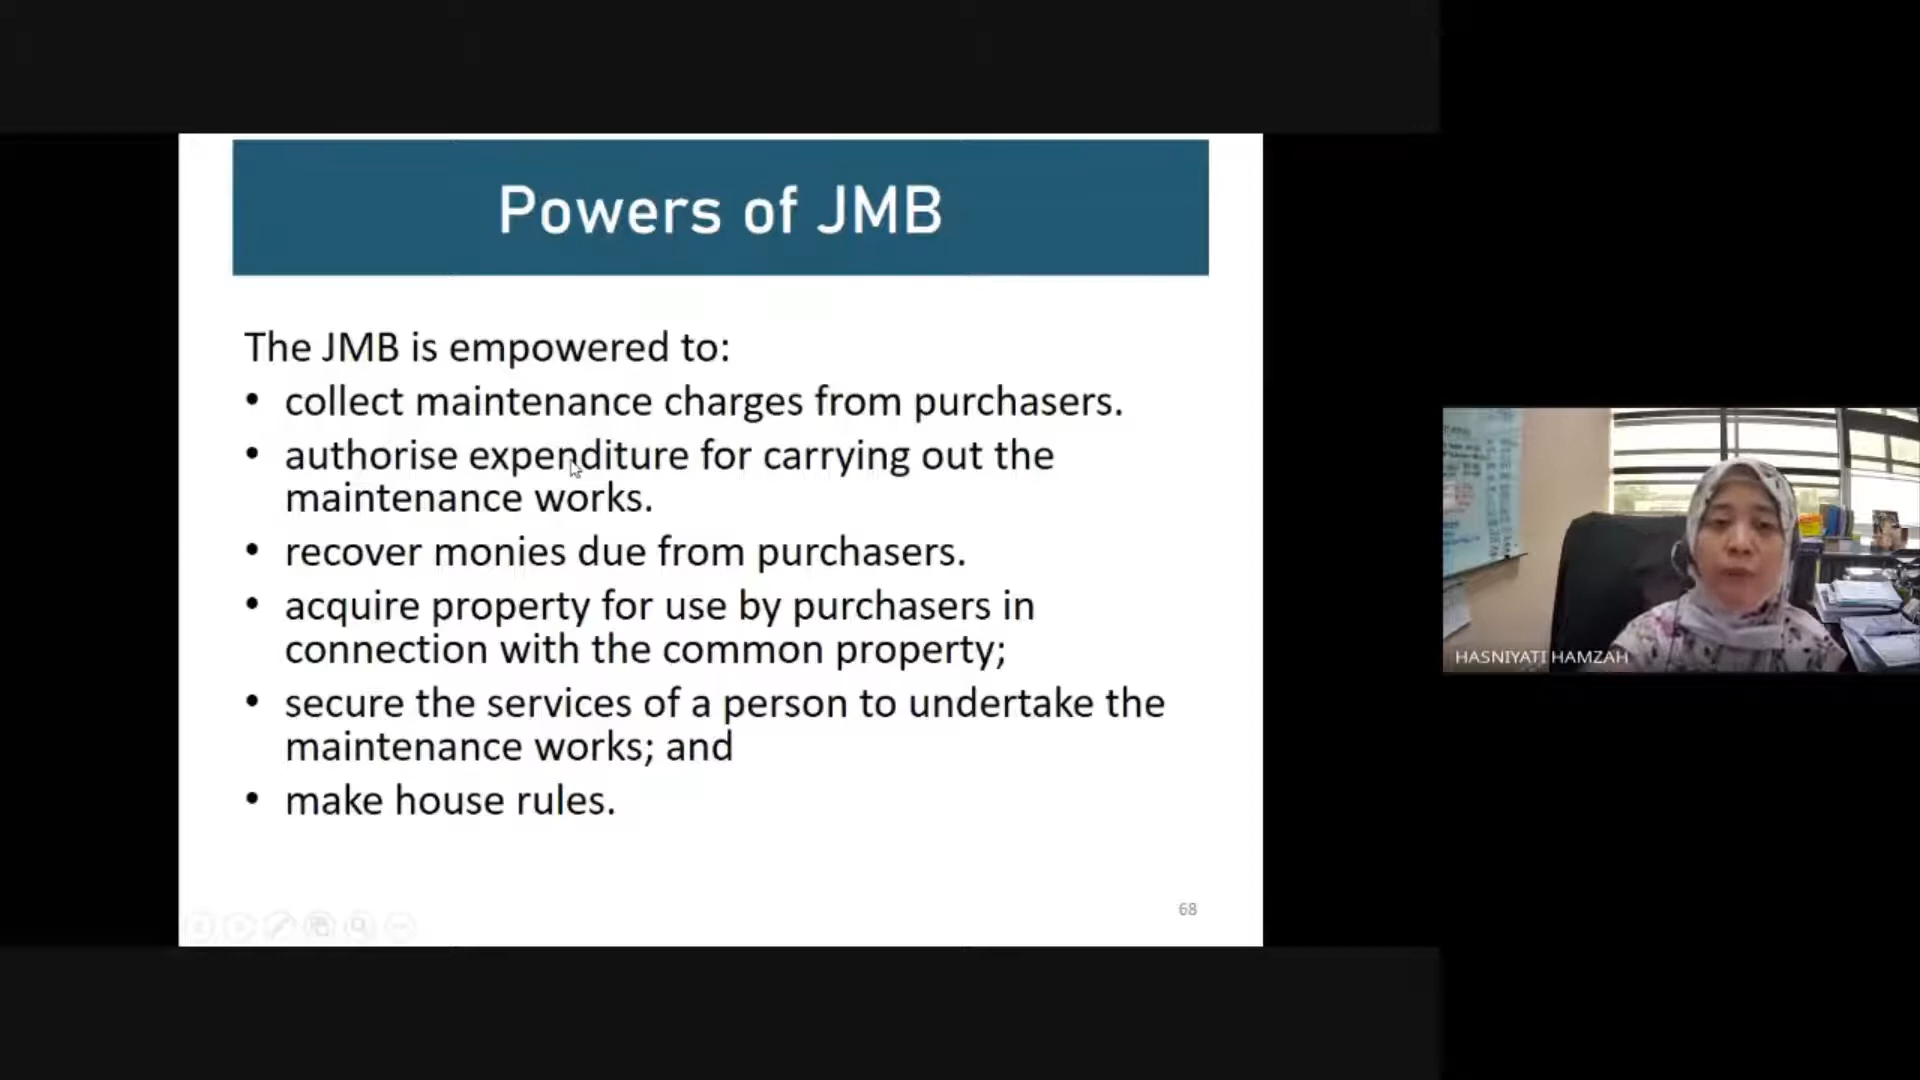 Powers of JMB
The JMB is empowered to:
• collect maintenance charges from purchasers.
• authorise expenditure for carrying out the
maintenance works.
• recover monies due from purchasers.
• acquire property for use by purchasers in
connection with the common property;
• secure the services of a person to undertake the
maintenance works; and
• make house rules.
68
HASNIYATI HAMZAH